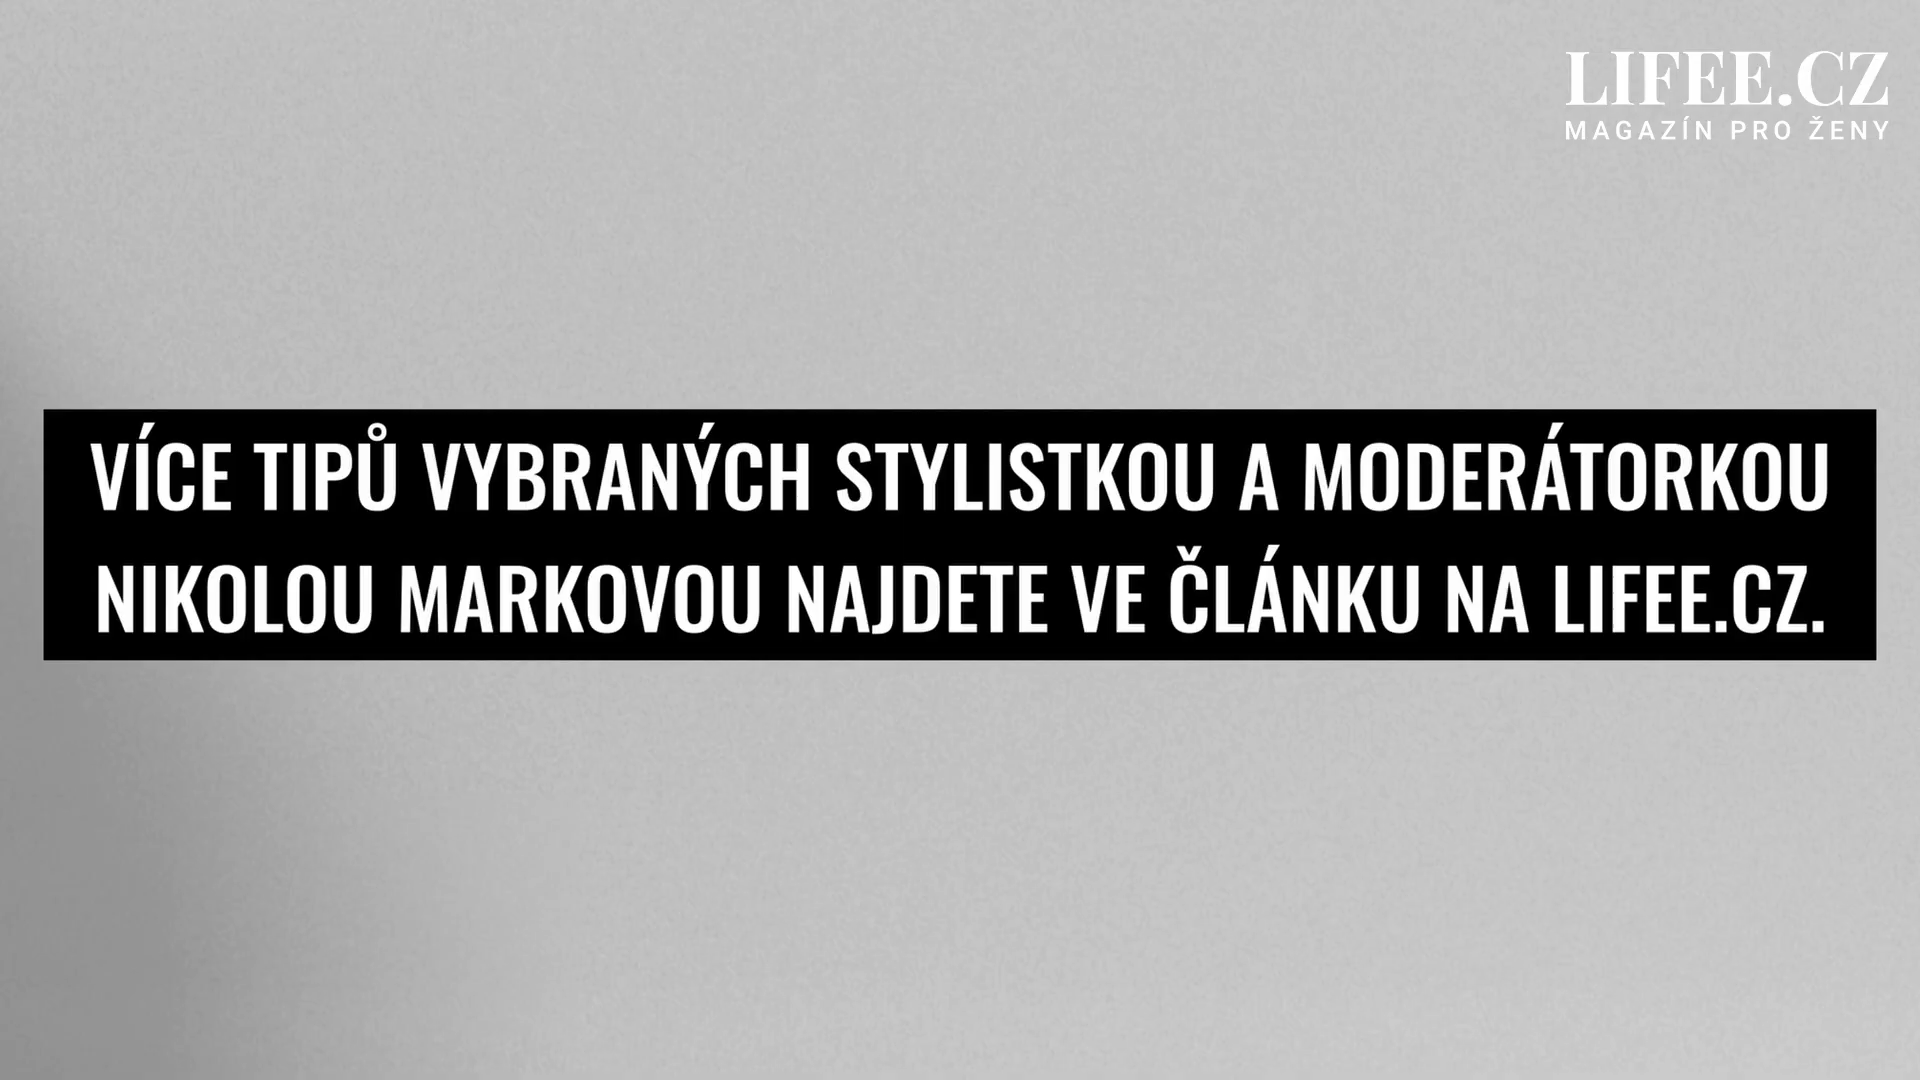 LIFEE.CZ
MAGAZÍN PRO ŽENY
VÍCE TIPŮ VYBRANÝCH STYLISTKOU A MODERÁTORKOU
NIKOLOU MARKOVOU NAJDETE VE ČLÁNKU NA LIFEE.CZ.